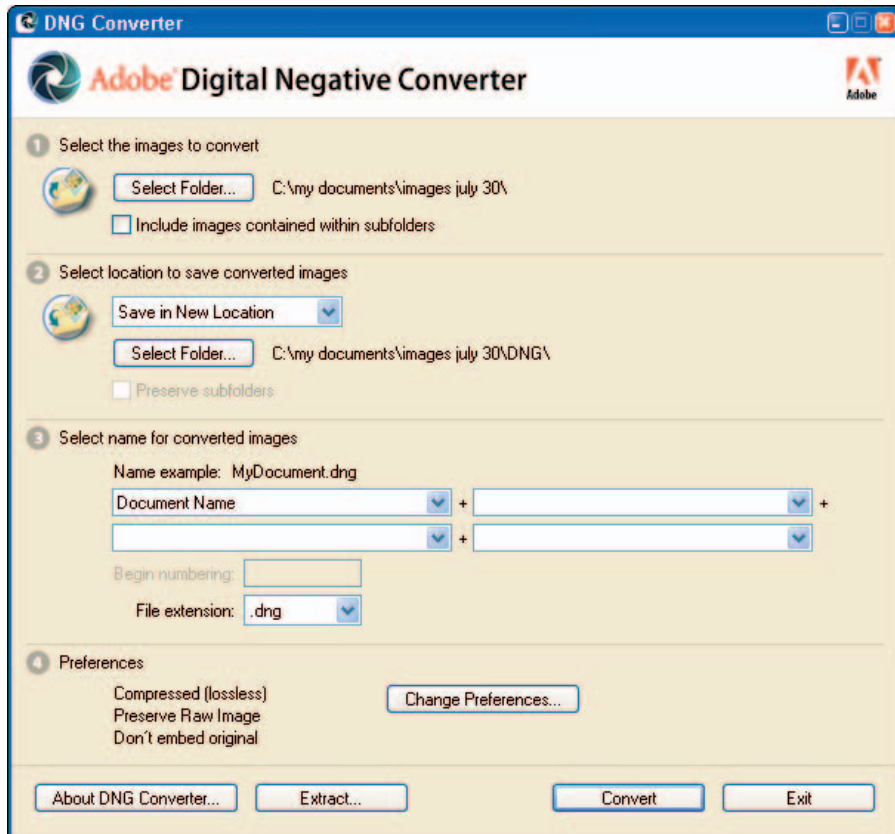 DNG Converter
Adobe® Digital Negative Converter
Adobe
1 Select the images to convert
Select Folder... C:\my documents\images july 30\
Include images contained within subfolders
2 Select location to save converted images
Save in New Location
Select Folder... C:\my documents\images july 30\DNG\
Preserve subfolders
3 Select name for converted images
Name example: MyDocument.dng
Document Name + +
+
Begin numbering:
File extension: .dng
4 Preferences
Compressed (lossless) Change Preferences...
Preserve Raw Image
Don´t embed original
About DNG Converter... Extract... Convert Exit